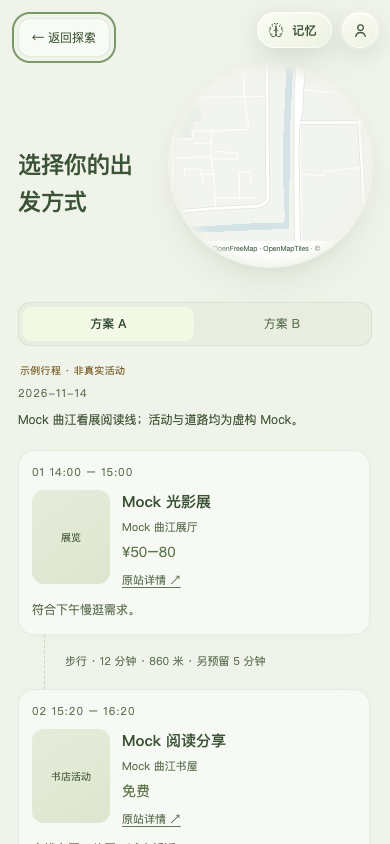 ← 返回探索
记忆
选择你的出
发方式
OpenFreeMap · OpenMapTiles · ©
方案 A
方案 B
示例行程 · 非真实活动
2026-11-14
Mock 曲江看展阅读线；活动与道路均为虚构 Mock。
01 14:00 — 15:00
展览
Mock 光影展
Mock 曲江展厅
¥50—80
原站详情 ↗
符合下午慢逛需求。
步行 · 12 分钟 · 860 米 · 另预留 5 分钟
02 15:20 — 16:20
书店活动
Mock 阅读分享
Mock 曲江书屋
免费
原站详情 ↗